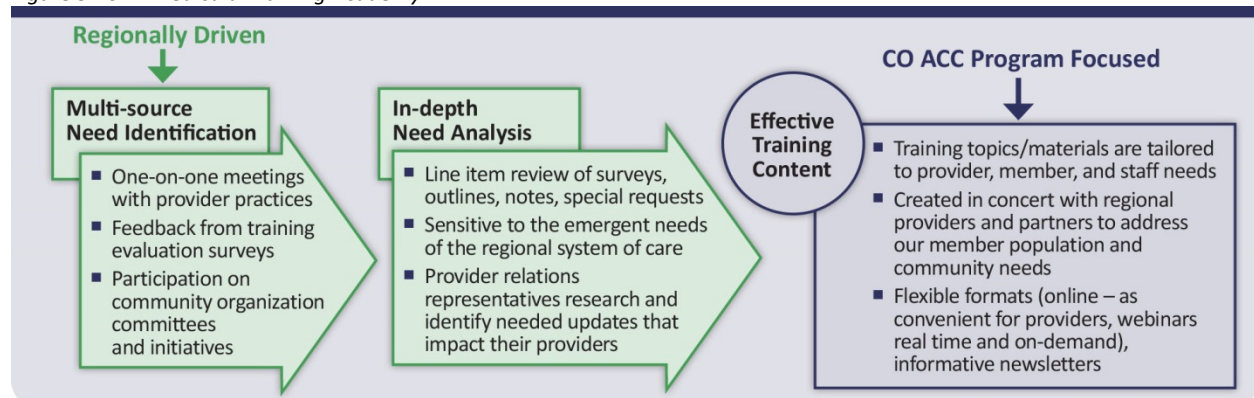 Regionally Driven
Multi-source
Need Identification
■ One-on-one meetings
with provider practices
■ Feedback from training
evaluation surveys
■ Participation on
community organization
committees
and initiatives
In-depth
Need Analysis
■ Line item review of surveys,
outlines, notes, special requests
■ Sensitive to the emergent needs
of the regional system of care
■ Provider relations
representatives research and
identify needed updates that
impact their providers
Effective
Training
Content
CO ACC Program Focused
■ Training topics/materials are tailored
to provider, member, and staff needs
■ Created in concert with regional
providers and partners to address
our member population and
community needs
■ Flexible formats (online – as
convenient for providers, webinars
real time and on-demand),
informative newsletters